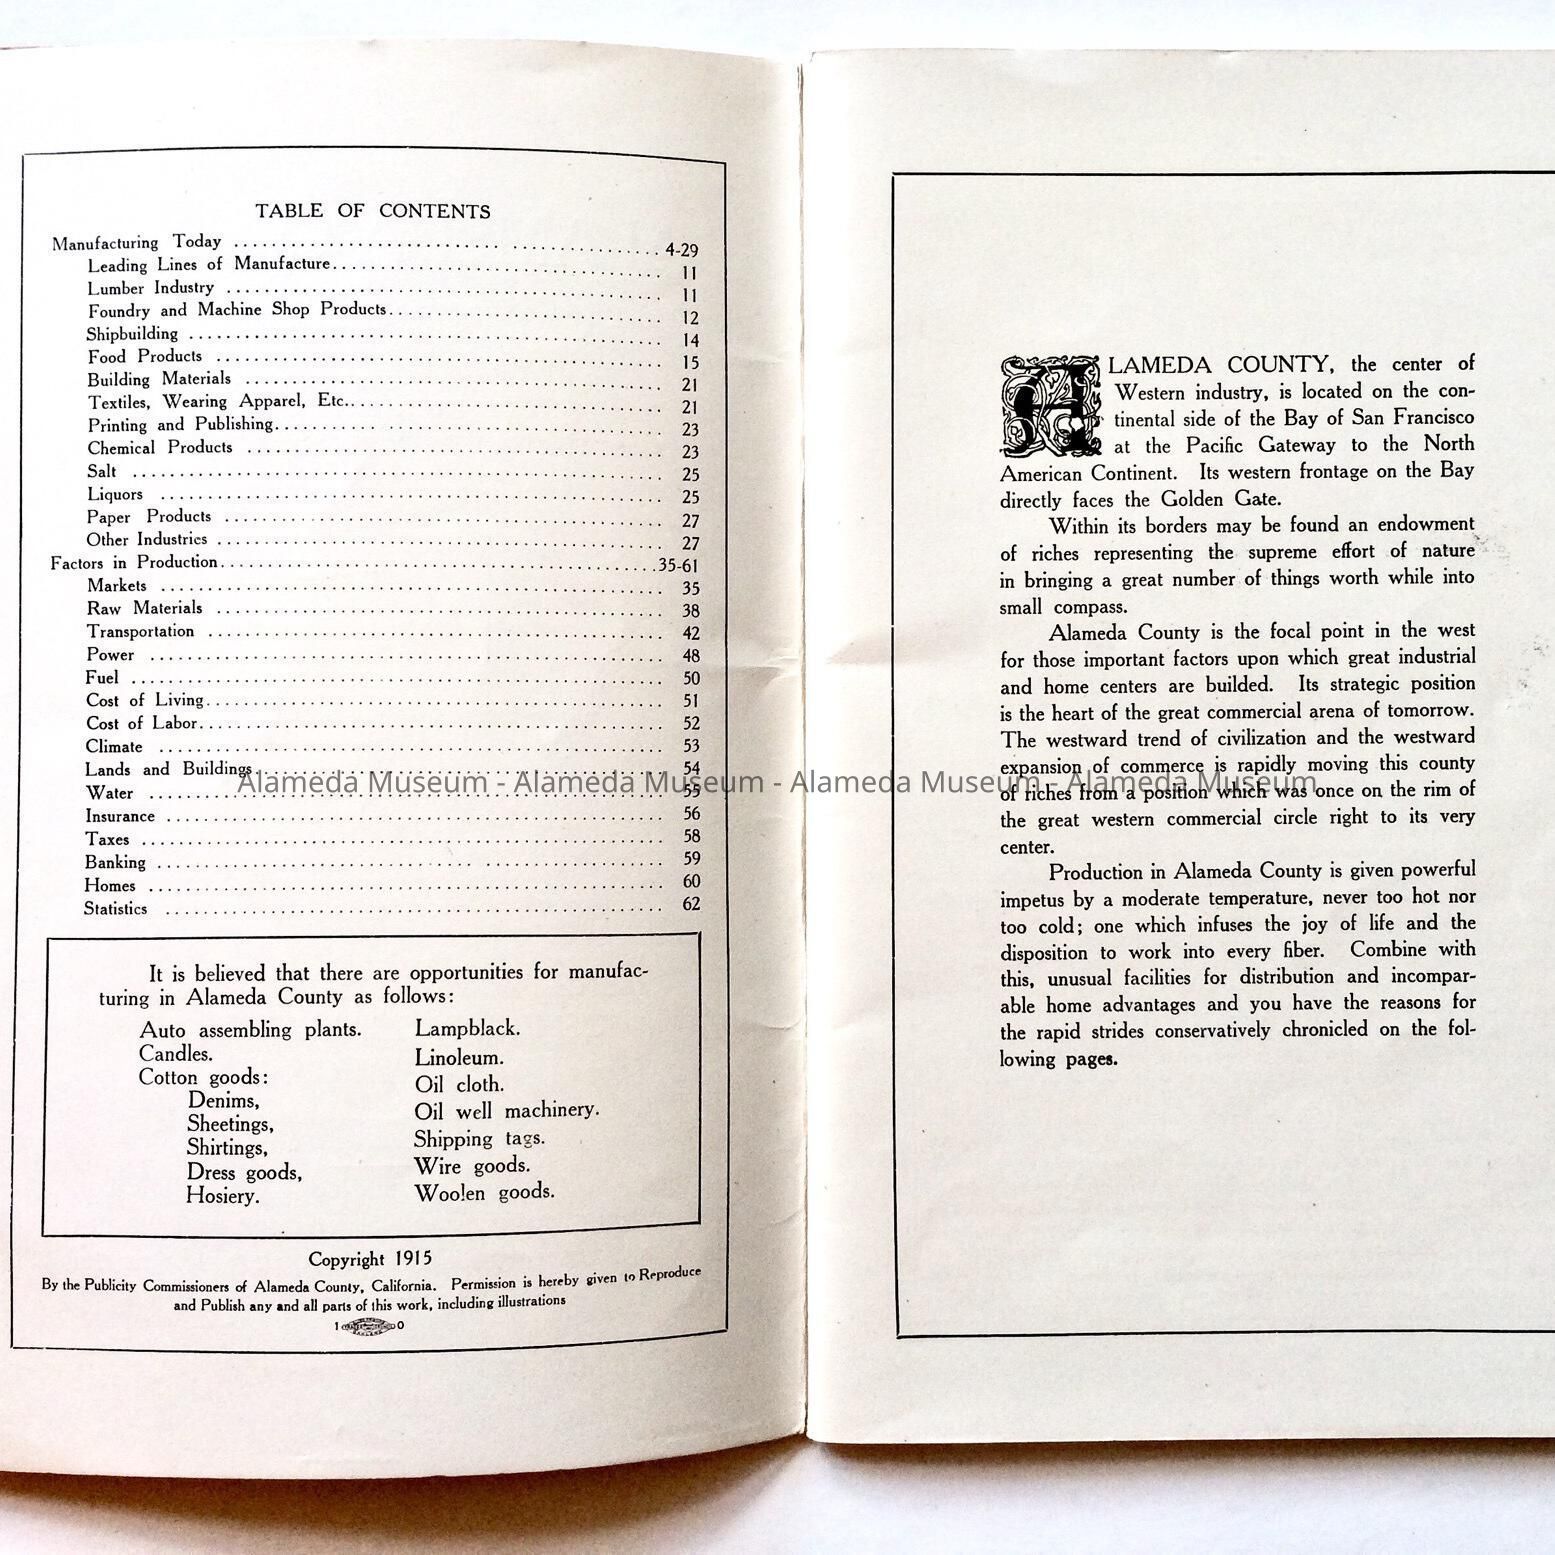 TABLE OF CONTENTS
Manufacturing Today 4-29
Leading Lines of Manufacture 11
Lumber Industry 11
Foundry and Machine Shop Products 12
Shipbuilding 14
Food Products 15
Building Materials 21
Textiles, Wearing Apparel, Etc. 21
Printing and Publishing 23
Chemical Products 23
Salt 25
Liquors 25
Paper Products 27
Other Industries 27
Factors in Production 35-61
Markets 35
Raw Materials 38
Transportation 42
Power 48
Fuel 50
Cost of Living 51
Cost of Labor 52
Climate 53
Lands and Buildings 54
Water 55
Insurance 56
Taxes 58
Banking 59
Homes 60
Statistics 62
It is believed that there are opportunities for manufac-
turing in Alameda County as follows:
Auto assembling plants.
Candles.
Cotton goods:
Denims,
Sheetings,
Shirtings,
Dress goods,
Hosiery.
Lampblack.
Linoleum.
Oil cloth.
Oil well machinery.
Shipping tags.
Wire goods.
Woolen goods.
Copyright 1915
By the Publicity Commissioners of Alameda County, California. Permission is hereby given to Reproduce
and Publish any and all parts of this work, including illustrations
1 0
ALAMEDA COUNTY, the center of
Western industry, is located on the con-
tinental side of the Bay of San Francisco
at the Pacific Gateway to the North
American Continent. Its western frontage on the Bay
directly faces the Golden Gate.
Within its borders may be found an endowment
of riches representing the supreme effort of nature
in bringing a great number of things worth while into
small compass.
Alameda County is the focal point in the west
for those important factors upon which great industrial
and home centers are builded. Its strategic position
is the heart of the great commercial arena of tomorrow.
The westward trend of civilization and the westward
expansion of commerce is rapidly moving this county
of riches from a position which was once on the rim of
the great western commercial circle right to its very
center.
Production in Alameda County is given powerful
impetus by a moderate temperature, never too hot nor
too cold; one which infuses the joy of life and the
disposition to work into every fiber. Combine with
this, unusual facilities for distribution and incompar-
able home advantages and you have the reasons for
the rapid strides conservatively chronicled on the fol-
lowing pages.
Alameda Museum - Alameda Museum - Alameda Museum - Alameda Museum